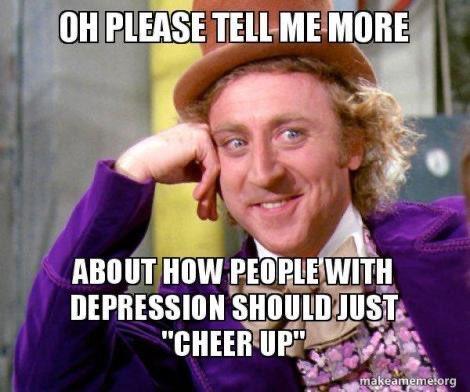 OH PLEASE TELL ME MORE
ABOUT HOW PEOPLE WITH
DEPRESSION SHOULD JUST
"CHEER UP"
makeameme.org